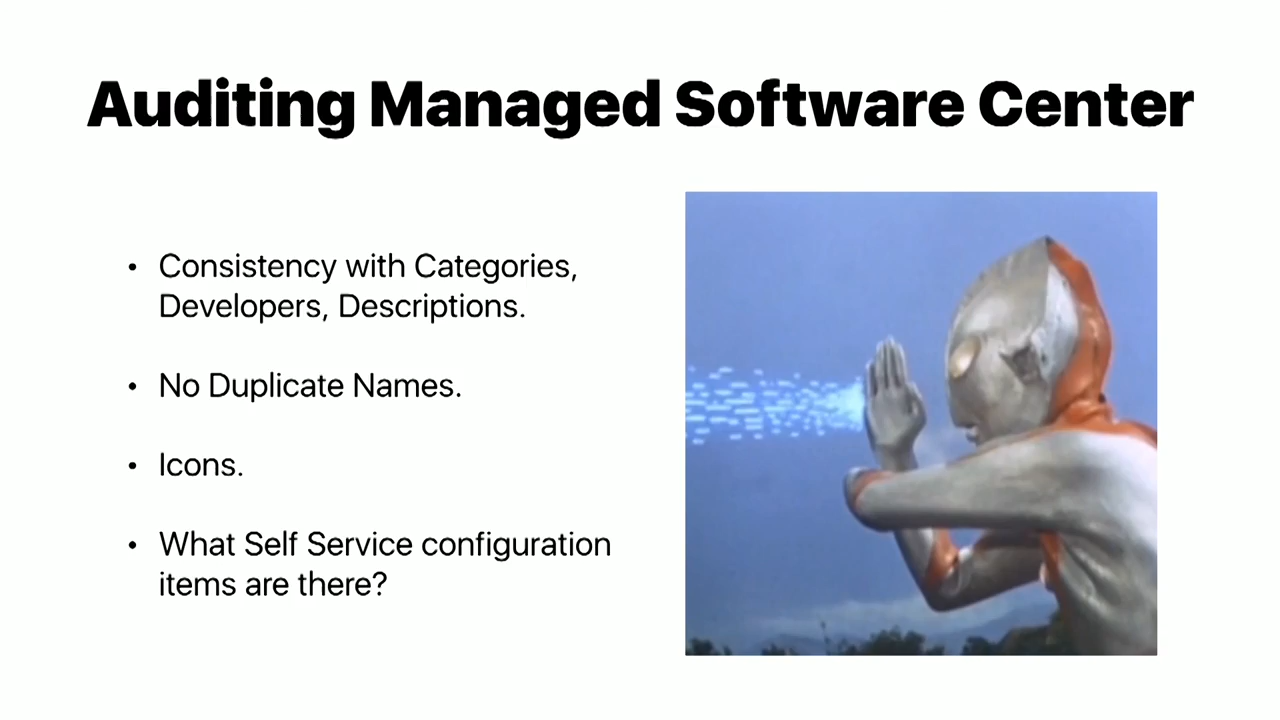 Auditing Managed Software Center
• Consistency with Categories,
Developers, Descriptions.
• No Duplicate Names.
• Icons.
• What Self Service configuration
items are there?